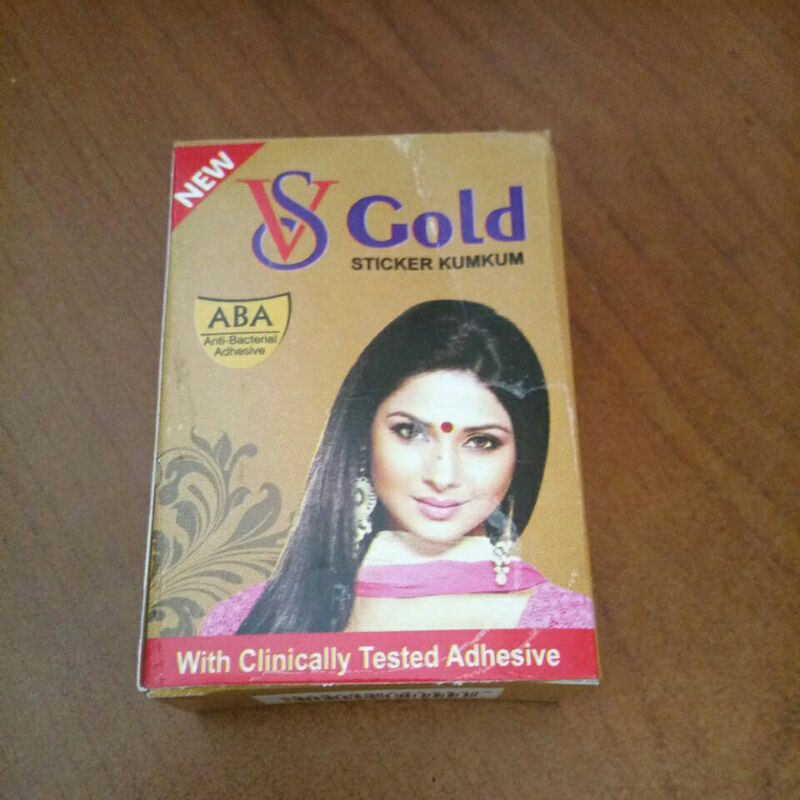 NEW
VS Gold
STICKER KUMKUM
ABA
Anti-Bacterial
Adhesive
With Clinically Tested Adhesive